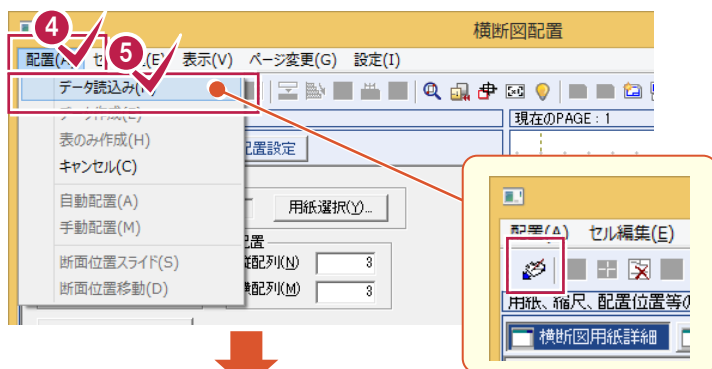 横断図配置
4
5
配置(A) セ 表示(V) ページ変更(G) 設定(I)
データ読込み
現在のPAGE : 1
表のみ作成(H)
配置設定
キャンセル(C)
自動配置(A)
用紙選択(Y)...
手動配置(M)
配置
縦配列(N) 3
断面位置スライド(S)
横配列(M) 3
断面位置移動(D)
配置(A) セル編集(E)
用紙、縮尺、配置位置等の
横断図用紙詳細